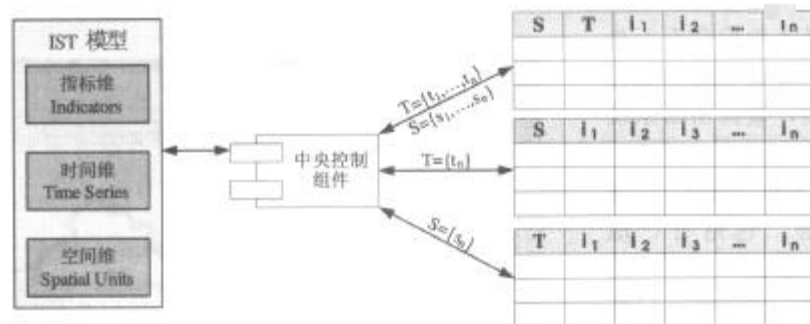 IST 模型
指标维
Indicators
时间维
Time Series
空间维
Spatial Units
中央控制
组件
T={t₁,…,tₙ}
S={s₁,…,sₙ}
T={tₙ}
S={sₙ}
S T i₁ i₂ ... iₙ
S i₁ i₂ i₃ ... iₙ
T i₁ i₂ i₃ ... iₙ